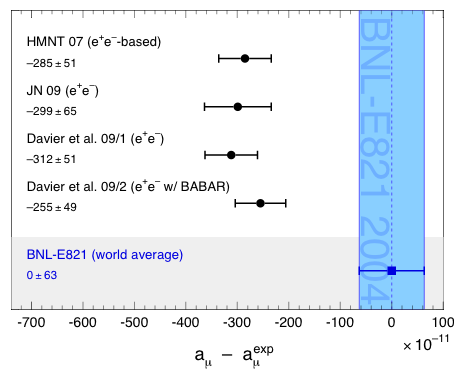 HMNT 07 (e⁺e⁻-based)
−285 ± 51
JN 09 (e⁺e⁻)
−299 ± 65
Davier et al. 09/1 (e⁺e⁻)
−312 ± 51
Davier et al. 09/2 (e⁺e⁻ w/ BABAR)
−255 ± 49
BNL-E821 (world average)
0 ± 63
BNL-E821 2004
-700 -600 -500 -400 -300 -200 -100 0 100
× 10⁻¹¹
a_μ − a_μ^exp